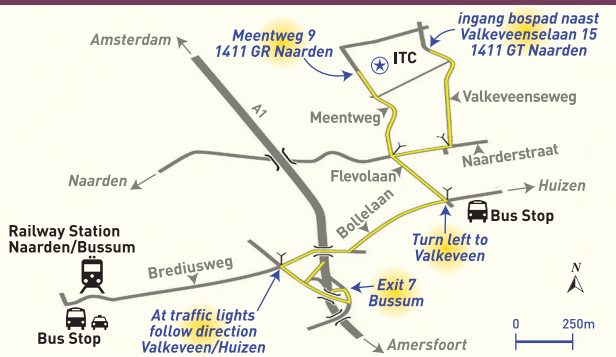 Amsterdam
Meentweg 9
1411 GR Naarden
ingang bospad naast
Valkeveenselaan 15
1411 GT Naarden
ITC
A1
Meentweg
Valkeveenseweg
Naarderstraat
Naarden
Flevolaan
Huizen
Bollelaan
Bus Stop
Railway Station
Naarden/Bussum
Turn left to
Valkeveen
Brediusweg
Exit 7
Bussum
N
Bus Stop
At traffic lights
follow direction
Valkeveen/Huizen
Amersfoort
0 250m